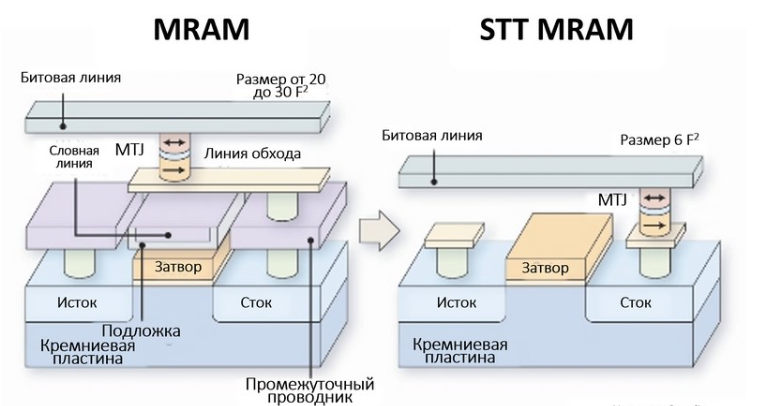 MRAM
STT MRAM
Битовая линия
Размер от 20
до 30 F²
Словная
линия
MTJ
Линия обхода
Затвор
Исток
Сток
Подложка
Кремниевая
пластина
Промежуточный
проводник
Битовая линия
Размер 6 F²
MTJ
Затвор
Исток
Сток
Кремниевая
пластина